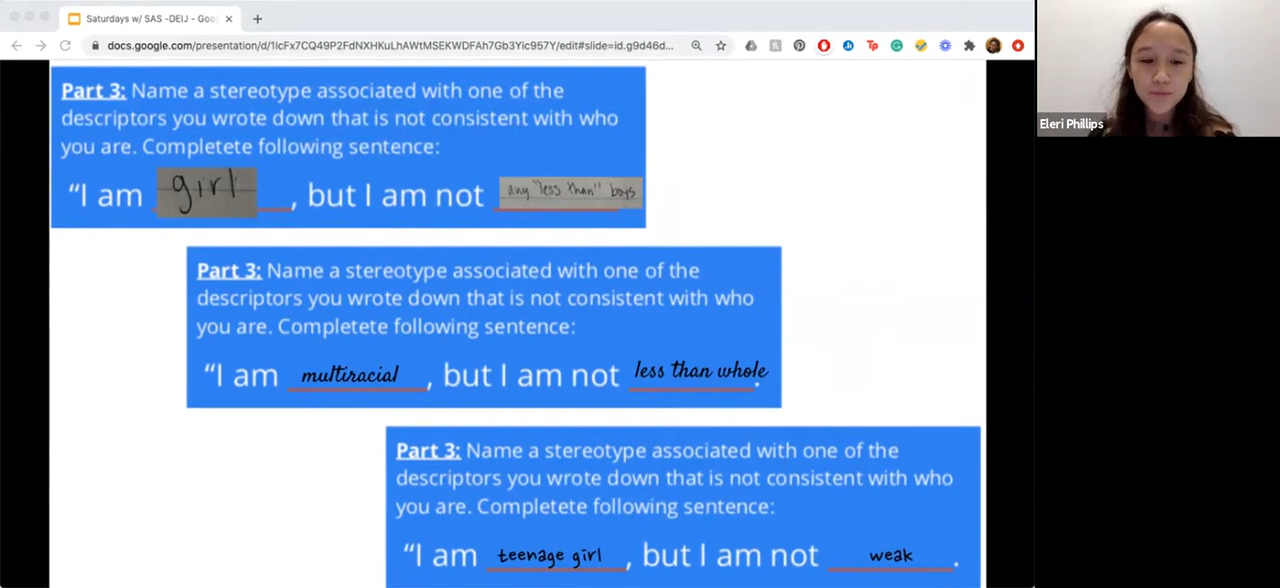 Saturdays w/ SAS -DEIJ - Goo
docs.google.com/presentation/d/1lcFx7CQ49P2FdNXHKuLhAWtMSEKWDFAh7Gb3Yic957Y/edit#slide=id.g9d46d...
Eleri Phillips
Part 3: Name a stereotype associated with one of the
descriptors you wrote down that is not consistent with who
you are. Completete following sentence:
“I am girl, but I am not any "less than" boys
Part 3: Name a stereotype associated with one of the
descriptors you wrote down that is not consistent with who
you are. Completete following sentence:
“I am multiracial, but I am not less than whole.
Part 3: Name a stereotype associated with one of the
descriptors you wrote down that is not consistent with who
you are. Completete following sentence:
“I am teenage girl, but I am not weak.